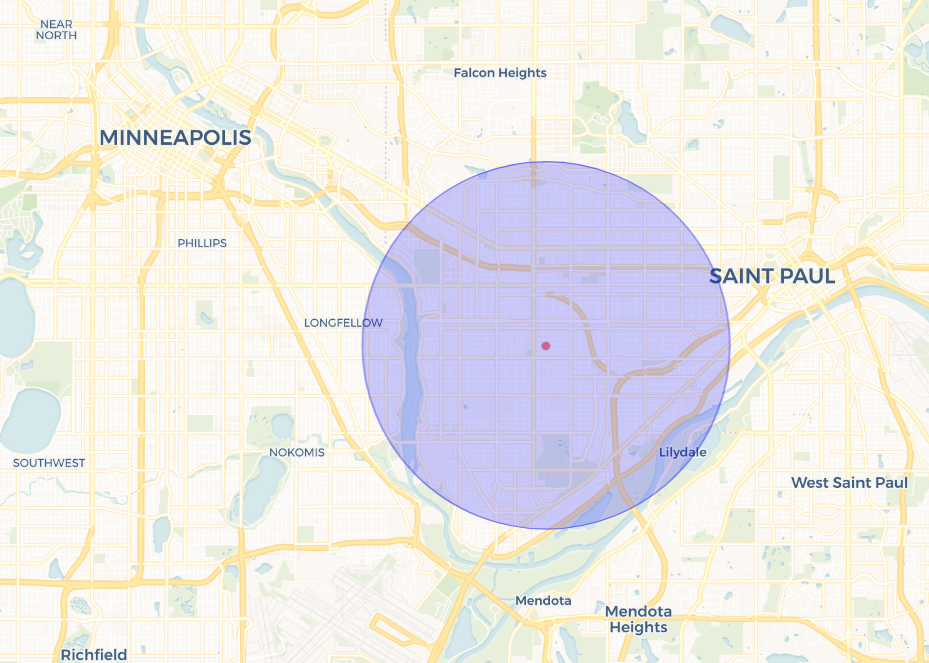 NEAR
NORTH
Falcon Heights
MINNEAPOLIS
PHILLIPS
SAINT PAUL
LONGFELLOW
NOKOMIS
Lilydale
SOUTHWEST
West Saint Paul
Mendota
Mendota
Heights
Richfield